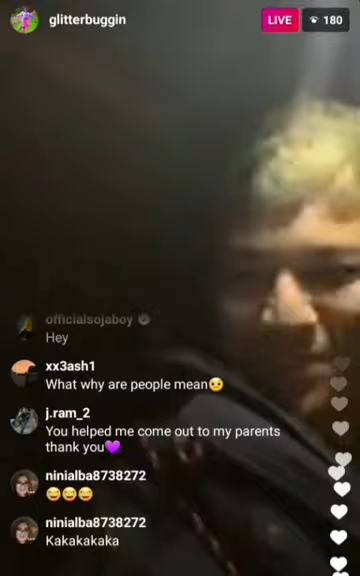 glitterbuggin
LIVE
180
officialsojaboy
Hey
xx3ash1
What why are people mean😟
j.ram_2
You helped me come out to my parents
thank you💜
ninialba8738272
😂😂😂
ninialba8738272
Kakakakaka